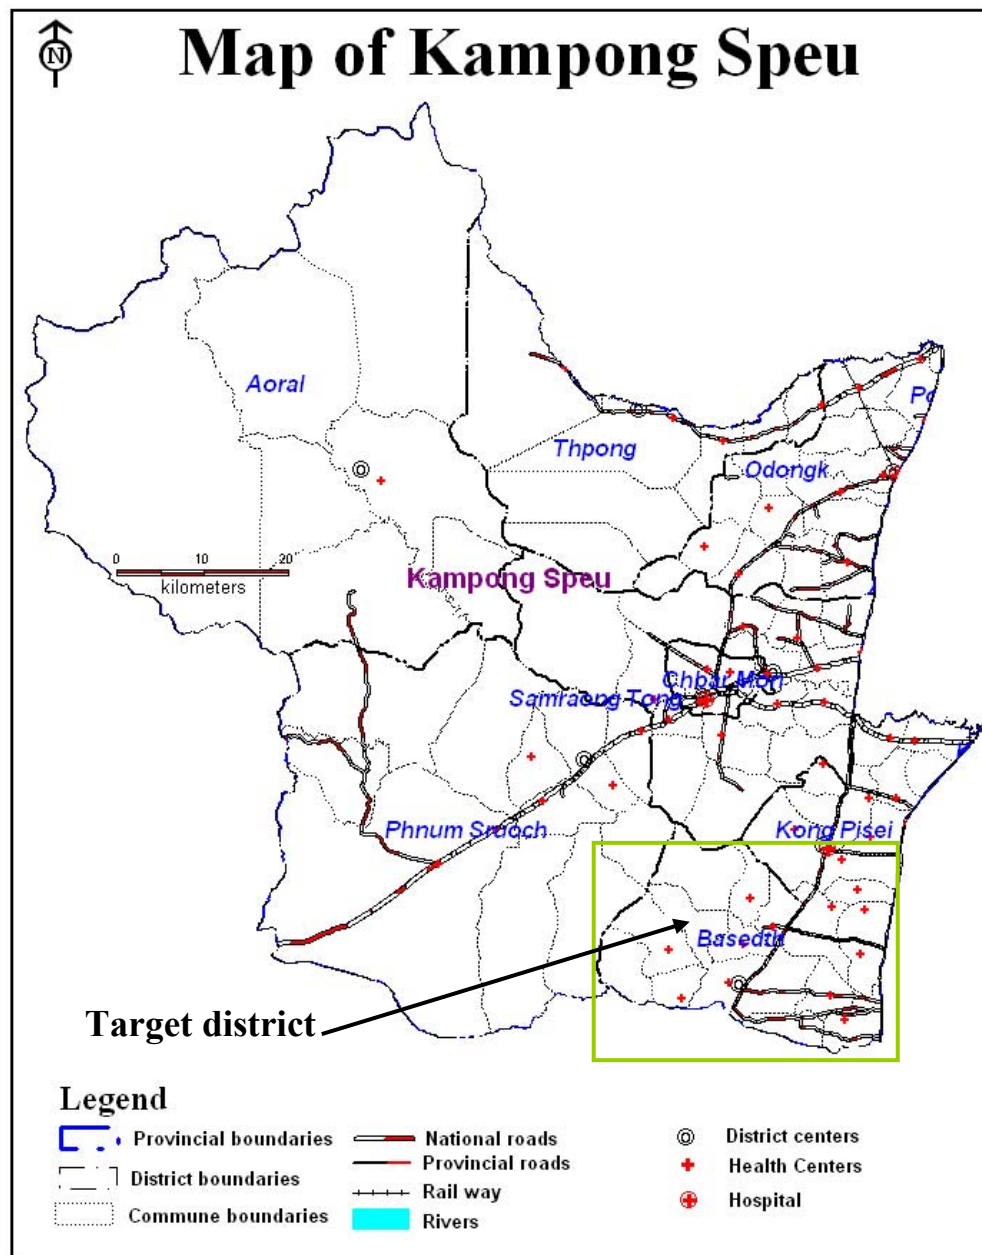 N
Map of Kampong Speu
Aoral
Thpong
Odongk
0 10 20
kilometers
Kampong Speu
Chbar Mon
Samraong Tong
Phnum Sruoch
Kong Pisei
Basedth
Target district
Legend
Provincial boundaries
District boundaries
Commune boundaries
National roads
Provincial roads
Rail way
Rivers
District centers
Health Centers
Hospital